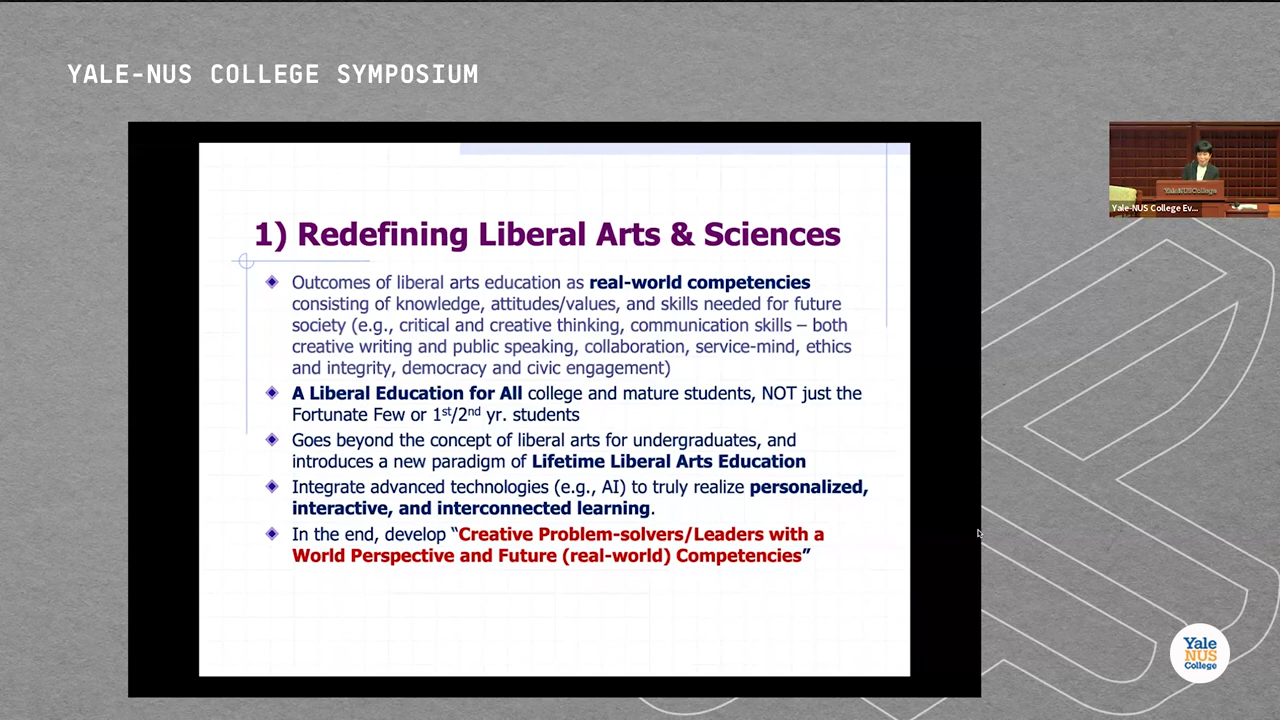 YALE-NUS COLLEGE SYMPOSIUM
1) Redefining Liberal Arts & Sciences
Outcomes of liberal arts education as real-world competencies
consisting of knowledge, attitudes/values, and skills needed for future
society (e.g., critical and creative thinking, communication skills – both
creative writing and public speaking, collaboration, service-mind, ethics
and integrity, democracy and civic engagement)
A Liberal Education for All college and mature students, NOT just the
Fortunate Few or 1st/2nd yr. students
Goes beyond the concept of liberal arts for undergraduates, and
introduces a new paradigm of Lifetime Liberal Arts Education
Integrate advanced technologies (e.g., AI) to truly realize personalized,
interactive, and interconnected learning.
In the end, develop “Creative Problem-solvers/Leaders with a
World Perspective and Future (real-world) Competencies”
Yale-NUS College
Yale-NUS College Ev...
Yale
NUS
College